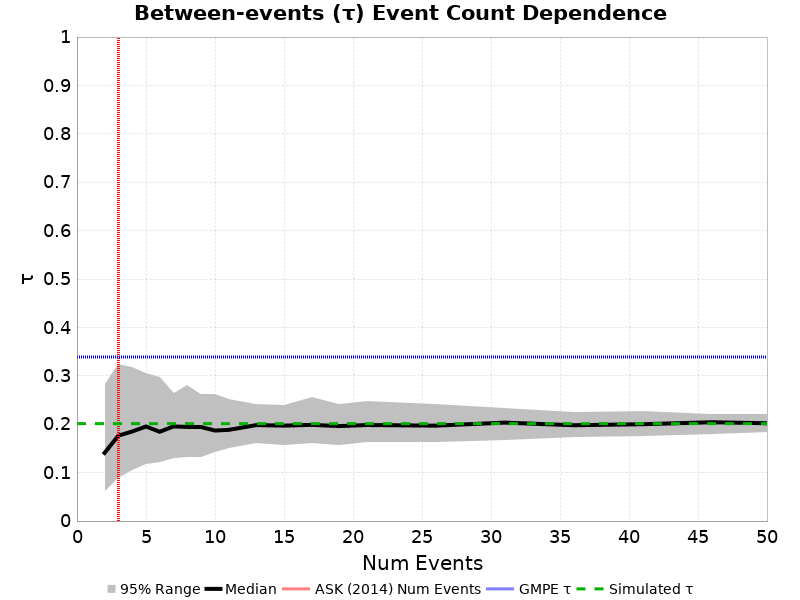 Between-events (τ) Event Count Dependence
1
0.9
0.8
0.7
0.6
0.5
0.4
0.3
0.2
0.1
0
τ
0 5 10 15 20 25 30 35 40 45 50
Num Events
95% Range Median ASK (2014) Num Events GMPE τ Simulated τ